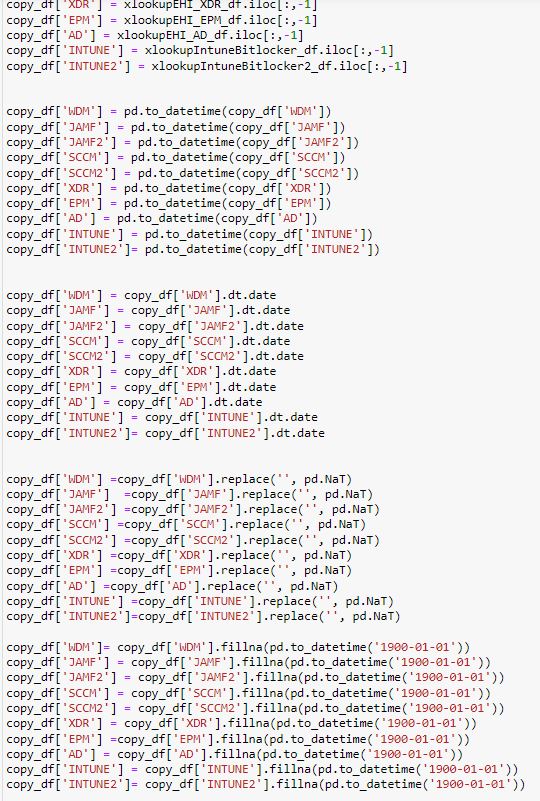 copy_df['XDR'] = xlookupEHI_XDR_df.iloc[:,-1]
copy_df['EPM'] = xlookupEHI_EPM_df.iloc[:,-1]
copy_df['AD'] = xlookupEHI_AD_df.iloc[:,-1]
copy_df['INTUNE'] = xlookupIntuneBitlocker_df.iloc[:,-1]
copy_df['INTUNE2'] = xlookupIntuneBitlocker2_df.iloc[:,-1]
copy_df['WDM'] = pd.to_datetime(copy_df['WDM'])
copy_df['JAMF'] = pd.to_datetime(copy_df['JAMF'])
copy_df['JAMF2'] = pd.to_datetime(copy_df['JAMF2'])
copy_df['SCCM'] = pd.to_datetime(copy_df['SCCM'])
copy_df['SCCM2'] = pd.to_datetime(copy_df['SCCM2'])
copy_df['XDR'] = pd.to_datetime(copy_df['XDR'])
copy_df['EPM'] = pd.to_datetime(copy_df['EPM'])
copy_df['AD'] = pd.to_datetime(copy_df['AD'])
copy_df['INTUNE'] = pd.to_datetime(copy_df['INTUNE'])
copy_df['INTUNE2']= pd.to_datetime(copy_df['INTUNE2'])
copy_df['WDM'] = copy_df['WDM'].dt.date
copy_df['JAMF'] = copy_df['JAMF'].dt.date
copy_df['JAMF2'] = copy_df['JAMF2'].dt.date
copy_df['SCCM'] = copy_df['SCCM'].dt.date
copy_df['SCCM2'] = copy_df['SCCM2'].dt.date
copy_df['XDR'] = copy_df['XDR'].dt.date
copy_df['EPM'] = copy_df['EPM'].dt.date
copy_df['AD'] = copy_df['AD'].dt.date
copy_df['INTUNE'] = copy_df['INTUNE'].dt.date
copy_df['INTUNE2']= copy_df['INTUNE2'].dt.date
copy_df['WDM'] =copy_df['WDM'].replace('', pd.NaT)
copy_df['JAMF']  =copy_df['JAMF'].replace('', pd.NaT)
copy_df['JAMF2'] =copy_df['JAMF2'].replace('', pd.NaT)
copy_df['SCCM'] =copy_df['SCCM'].replace('', pd.NaT)
copy_df['SCCM2'] =copy_df['SCCM2'].replace('', pd.NaT)
copy_df['XDR'] =copy_df['XDR'].replace('', pd.NaT)
copy_df['EPM'] =copy_df['EPM'].replace('', pd.NaT)
copy_df['AD'] =copy_df['AD'].replace('', pd.NaT)
copy_df['INTUNE'] =copy_df['INTUNE'].replace('', pd.NaT)
copy_df['INTUNE2']=copy_df['INTUNE2'].replace('', pd.NaT)
copy_df['WDM']= copy_df['WDM'].fillna(pd.to_datetime('1900-01-01'))
copy_df['JAMF'] = copy_df['JAMF'].fillna(pd.to_datetime('1900-01-01'))
copy_df['JAMF2'] = copy_df['JAMF2'].fillna(pd.to_datetime('1900-01-01'))
copy_df['SCCM'] = copy_df['SCCM'].fillna(pd.to_datetime('1900-01-01'))
copy_df['SCCM2'] = copy_df['SCCM2'].fillna(pd.to_datetime('1900-01-01'))
copy_df['XDR'] = copy_df['XDR'].fillna(pd.to_datetime('1900-01-01'))
copy_df['EPM'] =copy_df['EPM'].fillna(pd.to_datetime('1900-01-01'))
copy_df['AD'] = copy_df['AD'].fillna(pd.to_datetime('1900-01-01'))
copy_df['INTUNE'] = copy_df['INTUNE'].fillna(pd.to_datetime('1900-01-01'))
copy_df['INTUNE2']= copy_df['INTUNE2'].fillna(pd.to_datetime('1900-01-01'))